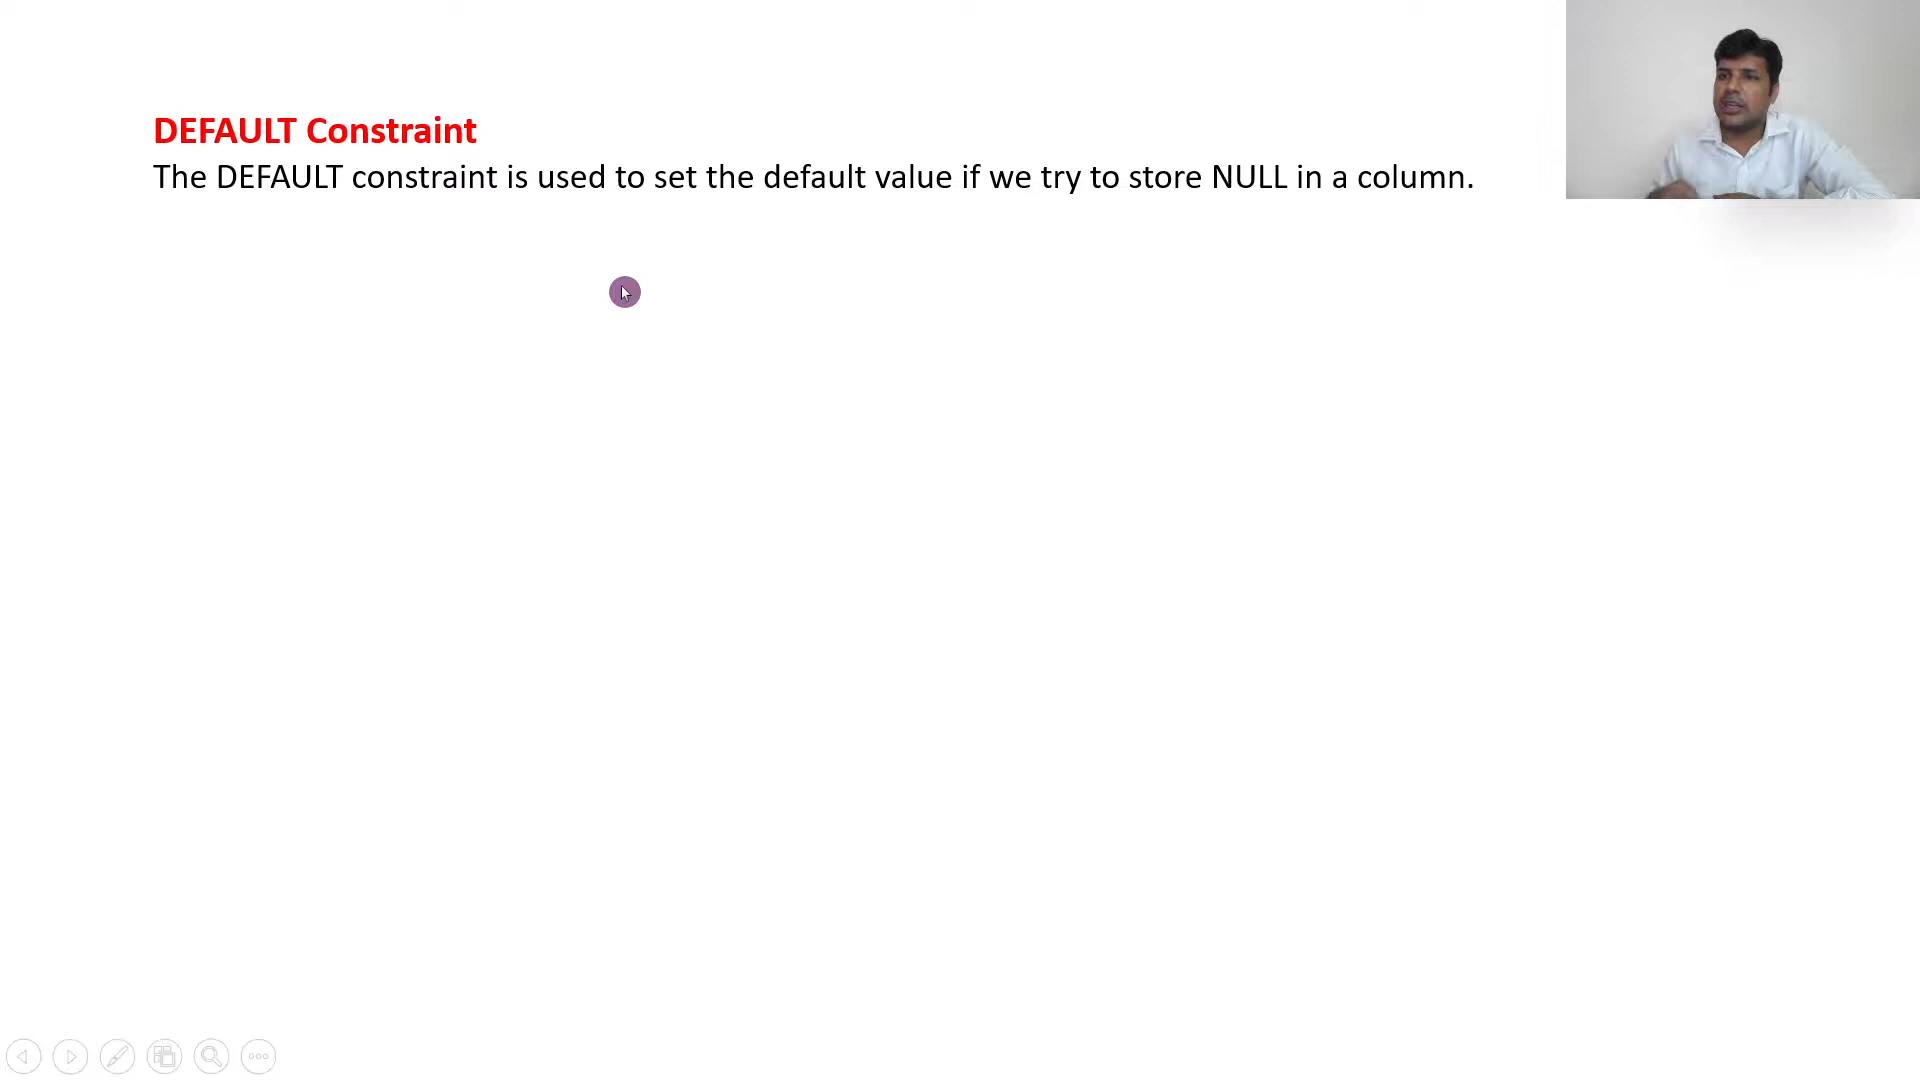 DEFAULT Constraint
The DEFAULT constraint is used to set the default value if we try to store NULL in a column.